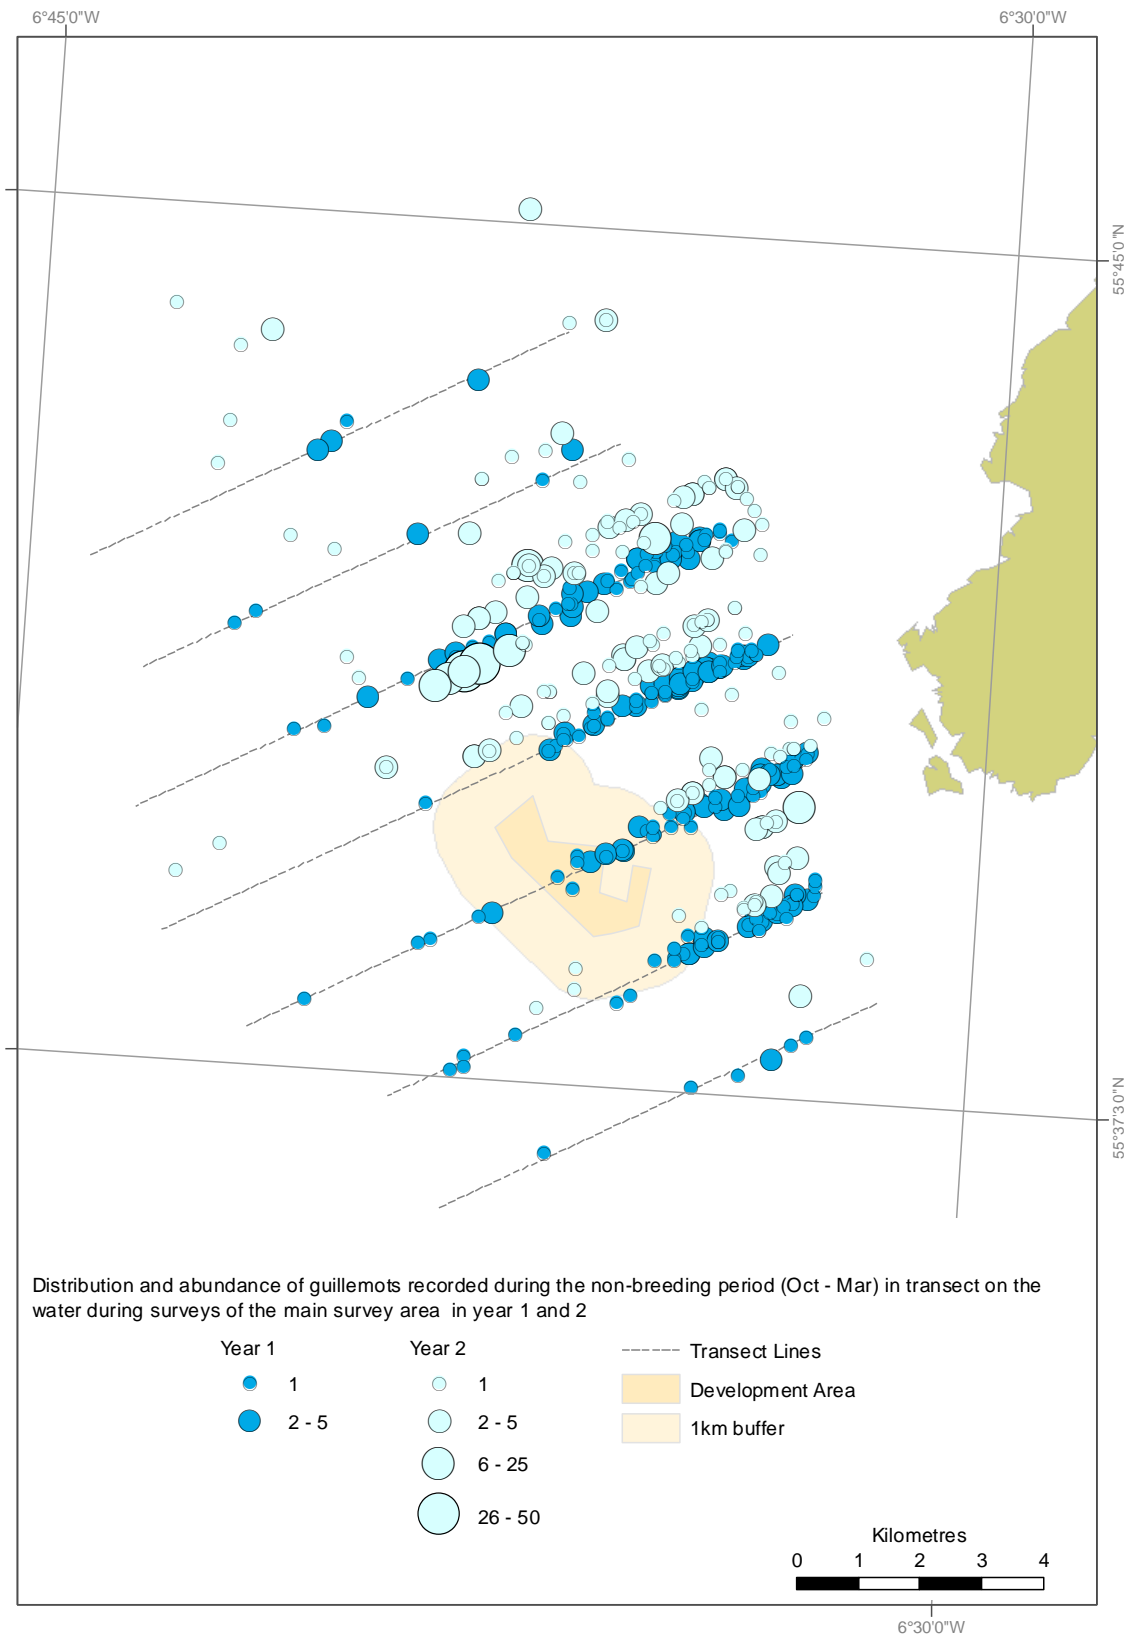 6°45'0"W
6°30'0"W
55°45'0"N
55°37'30"N
Distribution and abundance of guillemots recorded during the non-breeding period (Oct - Mar) in transect on the
water during surveys of the main survey area in year 1 and 2
Year 1
1
2 - 5
Year 2
1
2 - 5
6 - 25
26 - 50
Transect Lines
Development Area
1km buffer
Kilometres
0 1 2 3 4
6°30'0"W